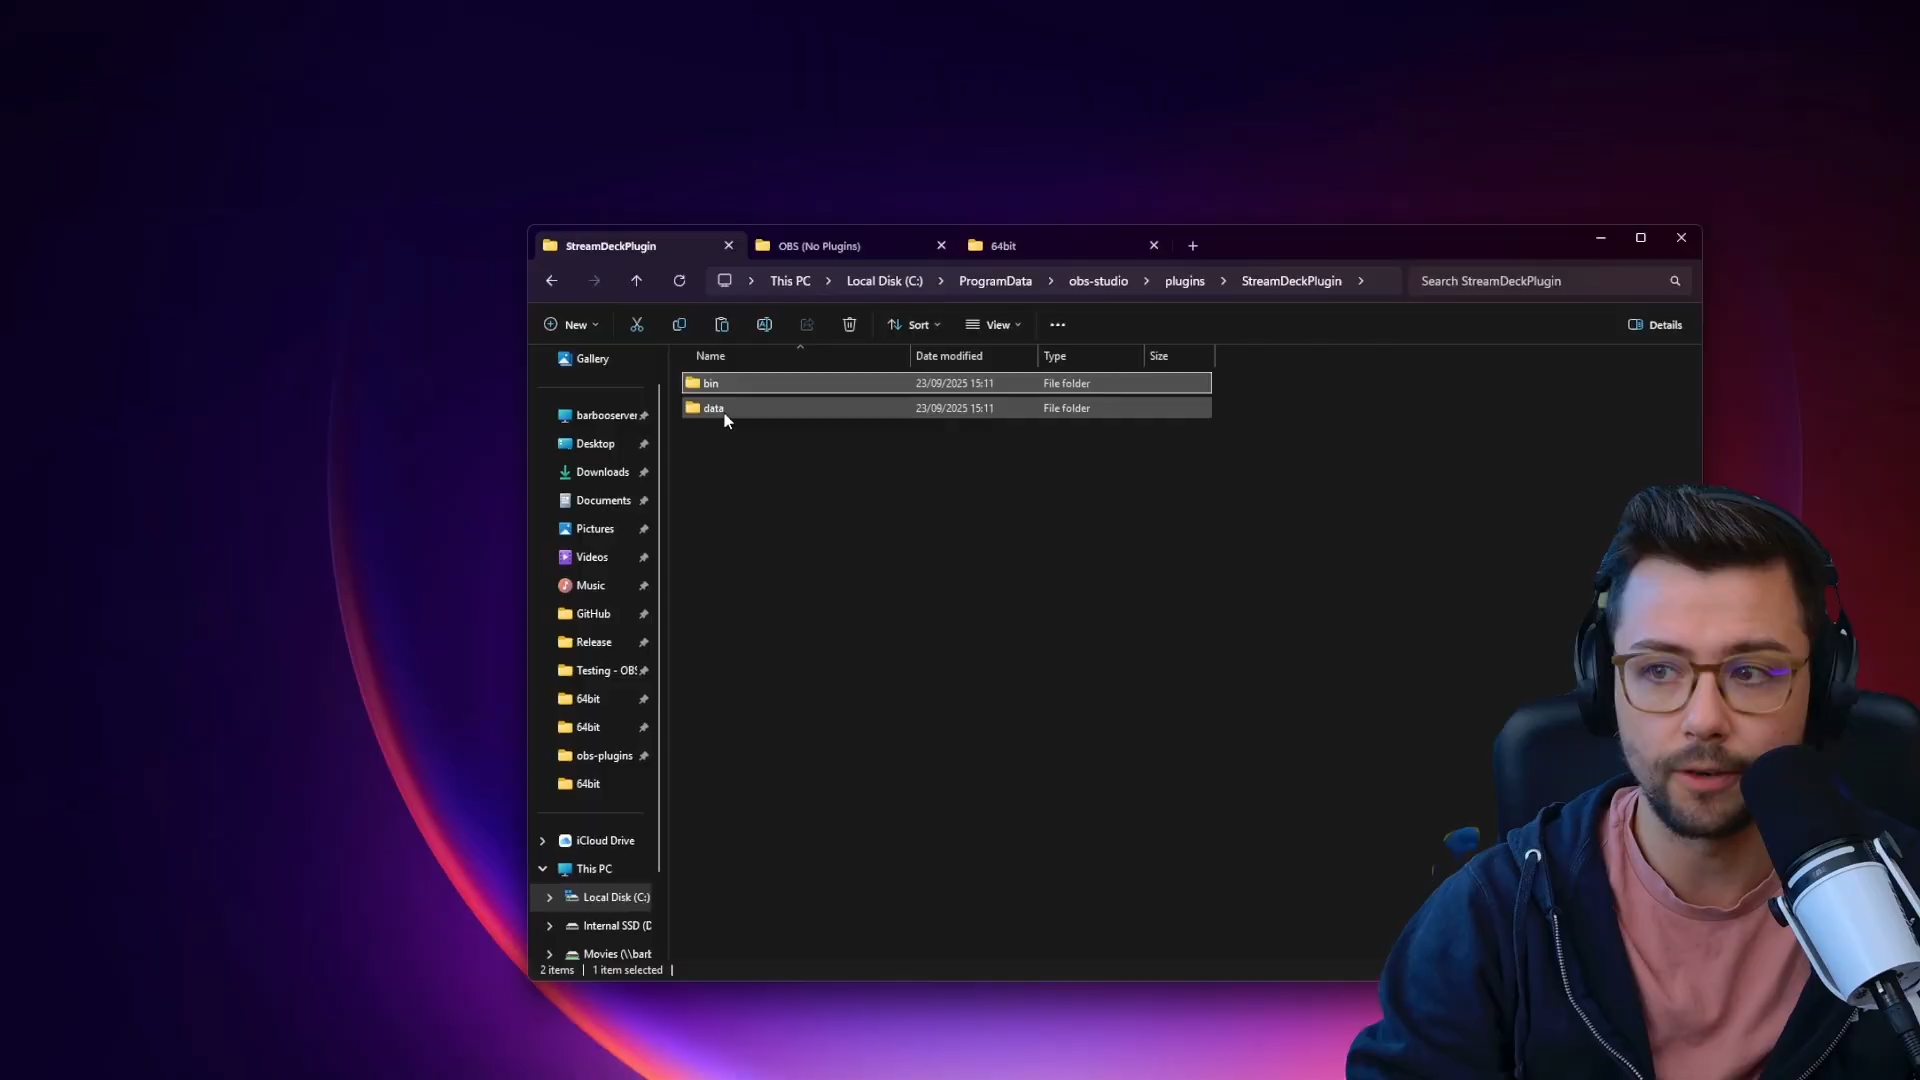 StreamDeckPlugin
OBS (No Plugins)
64bit
This PC
Local Disk (C:)
ProgramData
obs-studio
plugins
StreamDeckPlugin
Search StreamDeckPlugin
New
Sort
View
Details
Name
Date modified
Type
Size
bin
23/09/2025 15:11
File folder
data
23/09/2025 15:11
File folder
Gallery
barbooserver
Desktop
Downloads
Documents
Pictures
Videos
Music
GitHub
Release
Testing - OBS
64bit
64bit
obs-plugins
64bit
iCloud Drive
This PC
Local Disk (C:)
Internal SSD (D
Movies (\\bart
2 items
1 item selected